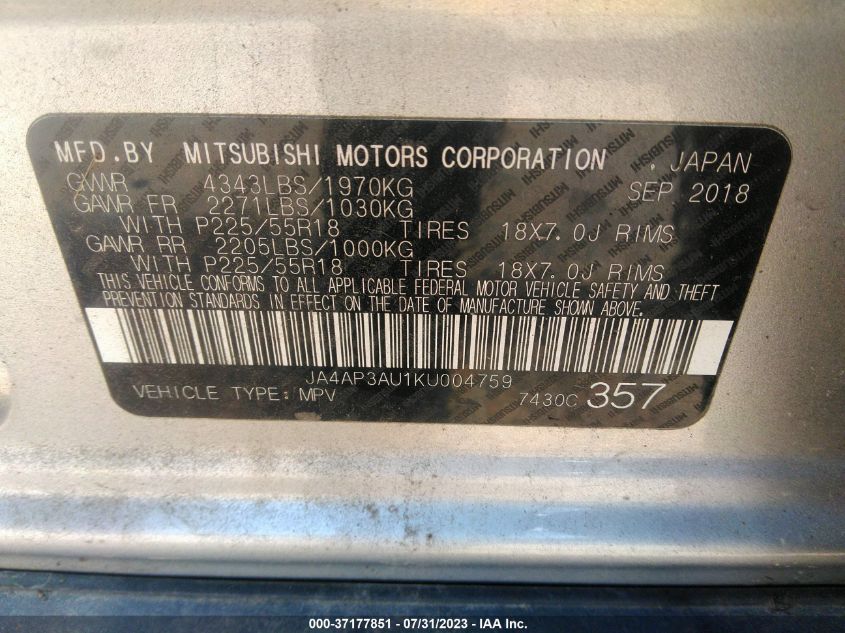 MFD.BY MITSUBISHI MOTORS CORPORATION . JAPAN
GVWR 4343LBS/1970KG SEP 2018
GAWR FR 2271LBS/1030KG
WITH P225/55R18 TIRES 18X7.0J RIMS
GAWR RR 2205LBS/1000KG
WITH P225/55R18 TIRES 18X7.0J RIMS
THIS VEHICLE CONFORMS TO ALL APPLICABLE FEDERAL MOTOR VEHICLE SAFETY AND THEFT
PREVENTION STANDARDS IN EFFECT ON THE DATE OF MANUFACTURE SHOWN ABOVE.
JA4AP3AU1KU004759
VEHICLE TYPE:MPV 7430C 357
000-37177851 - 07/31/2023 - © IAA Inc.